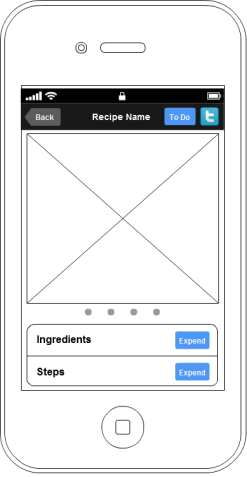 Back
Recipe Name
To Do
Ingredients
Expend
Steps
Expend